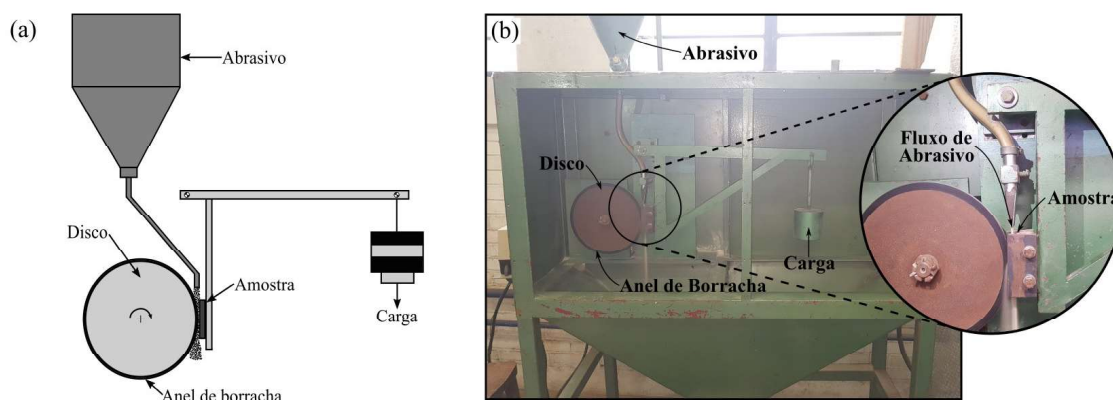 (a)
Abrasivo
Disco
Amostra
Carga
Anel de borracha
(b)
Abrasivo
Disco
Anel de Borracha
Carga
Fluxo de
Abrasivo
Amostra